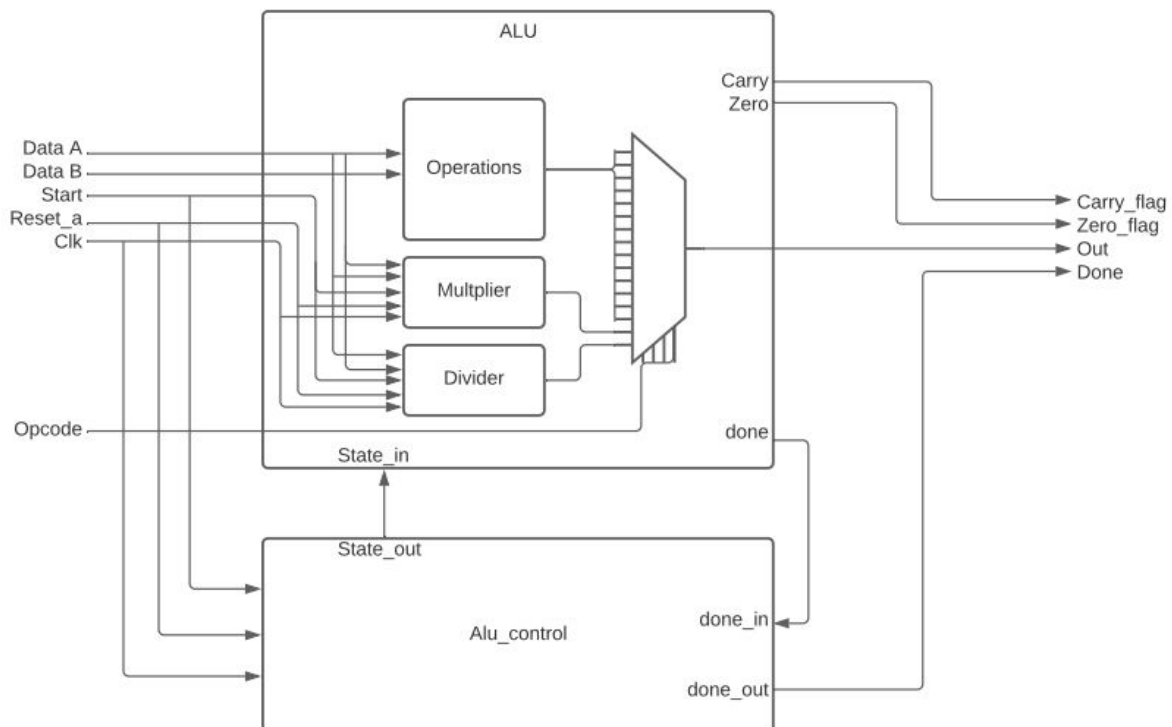 ALU
Carry
Zero
Data A
Data B
Start
Reset_a
Clk
Operations
Multplier
Divider
Carry_flag
Zero_flag
Out
Done
Opcode
done
State_in
State_out
Alu_control
done_in
done_out